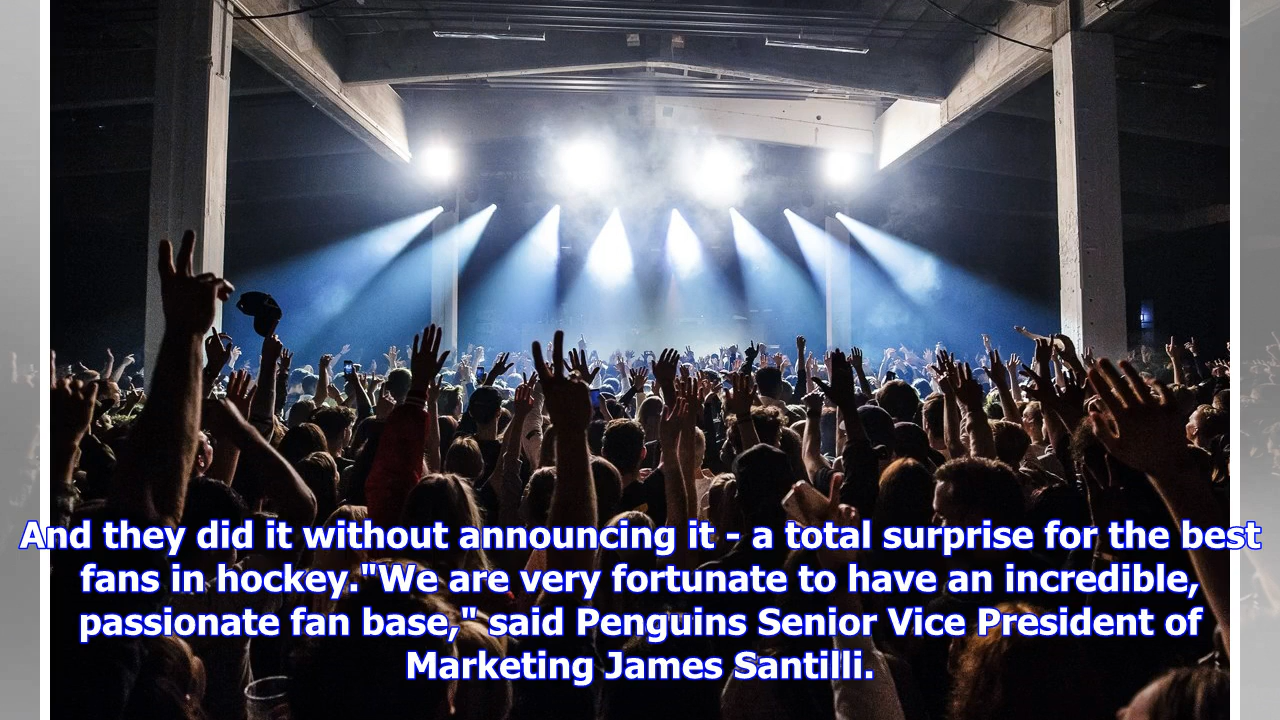 And they did it without announcing it - a total surprise for the best
fans in hockey."We are very fortunate to have an incredible,
passionate fan base," said Penguins Senior Vice President of
Marketing James Santilli.